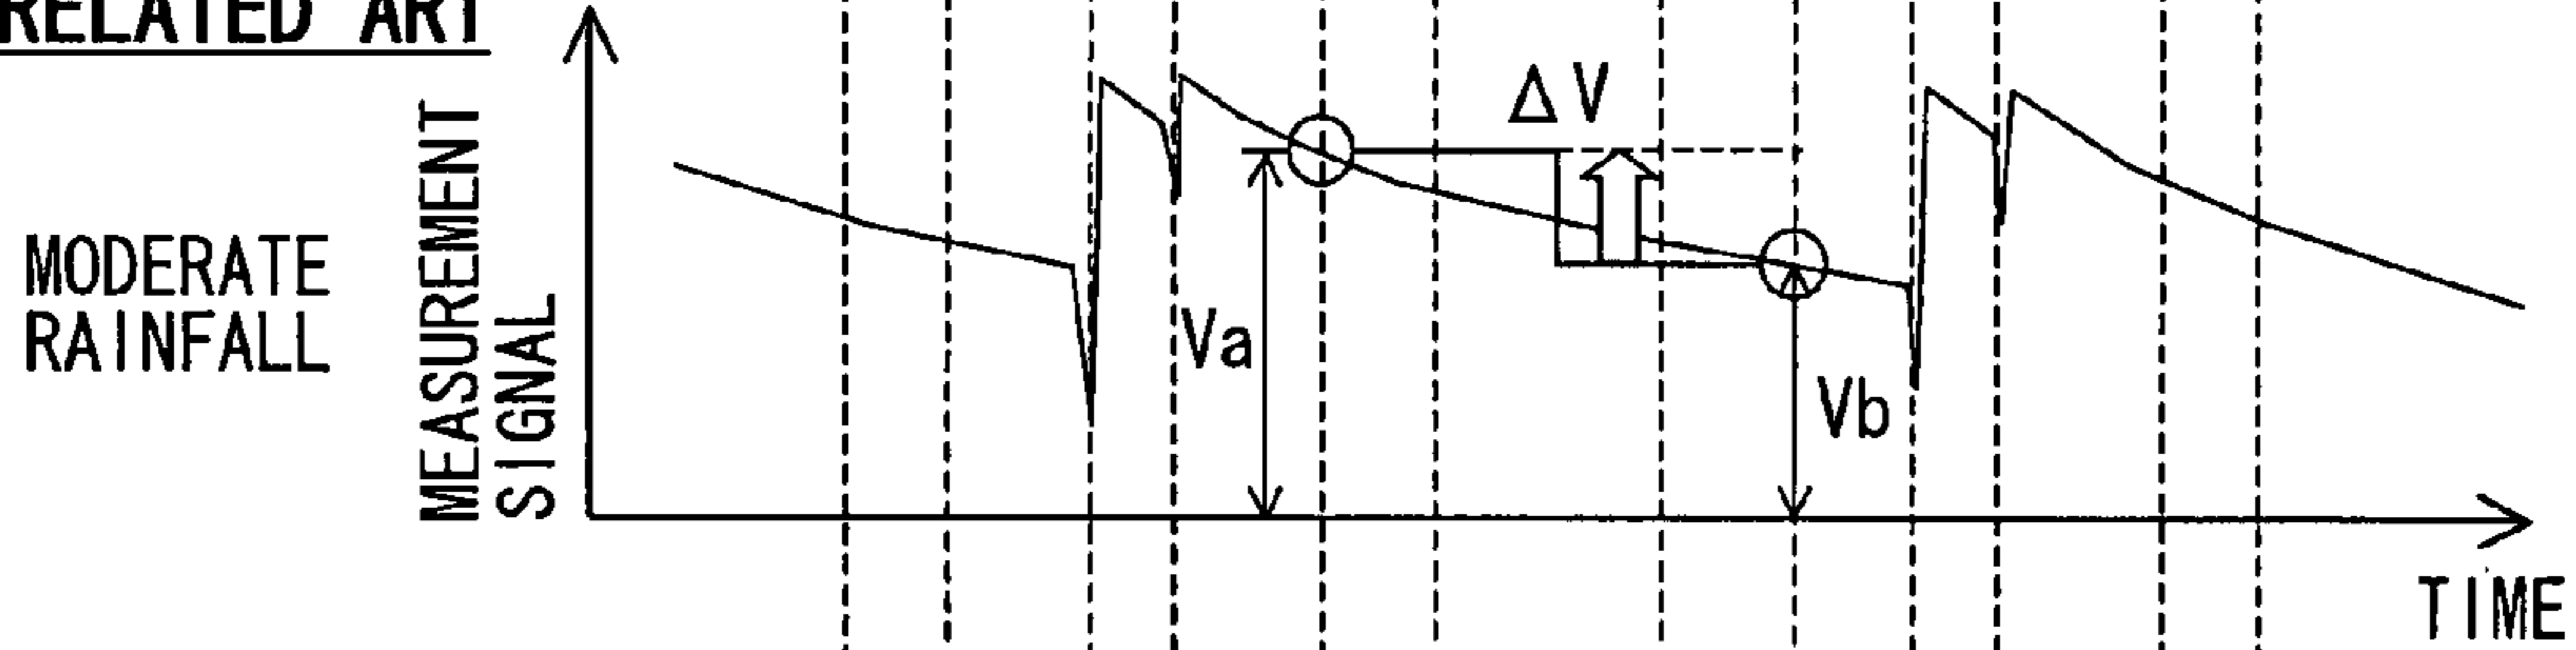 RELATED ART
MODERATE
RAINFALL
MEASUREMENT
SIGNAL
ΔV
Va
Vb
TIME